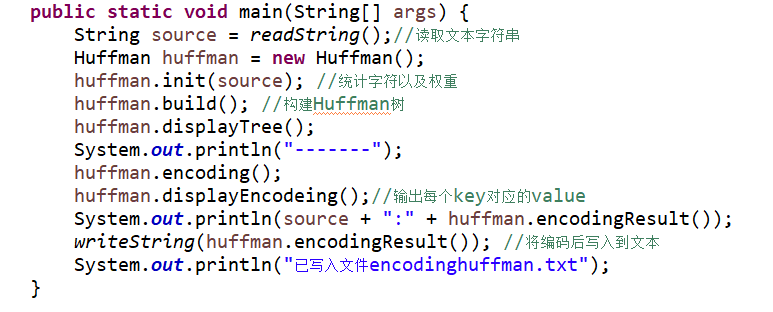 public static void main(String[] args) {
String source = readString();//读取文本字符串
Huffman huffman = new Huffman();
huffman.init(source); //统计字符以及权重
huffman.build(); //构建Huffman树
huffman.displayTree();
System.out.println("-------");
huffman.encoding();
huffman.displayEncodeing();//输出每个key对应的value
System.out.println(source + ":" + huffman.encodingResult());
writeString(huffman.encodingResult()); //将编码后写入到文本
System.out.println("已写入文件encodinghuffman.txt");
}